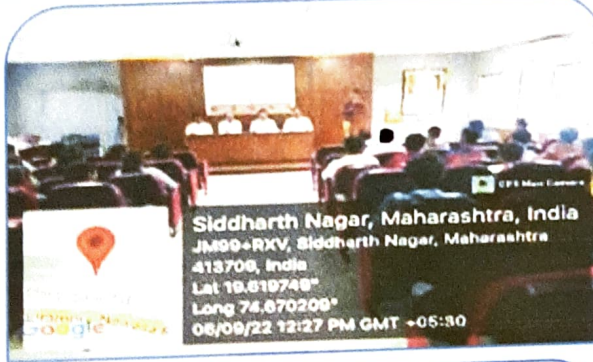 GPS Map Camera
Siddharth Nagar, Maharashtra, India
JM99+RXV, Siddharth Nagar, Maharashtra
413709, India
Lat 19.619749°
Long 74.670209°
06/09/22 12:27 PM GMT +05:30
Google